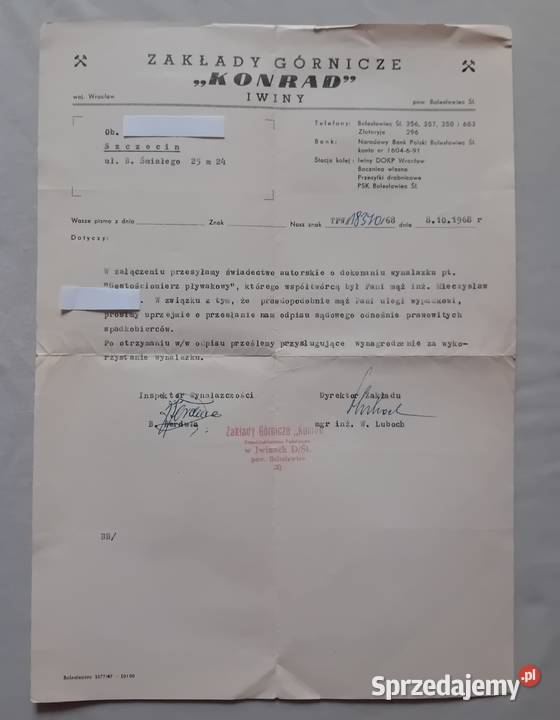 ZAKŁADY GÓRNICZE
„KONRAD”
IWINY
woj. Wrocław
pow. Bolesławiec Śl.
Ob.
Szczecin
ul. B. Śmiałego 25 m 24
Telefony: Bolesławiec Śl. 356, 357, 358 i 663
Złotoryja 296
Bank: Narodowy Bank Polski Bolesławiec Śl.
konto nr 1604-6-91
Stacja kolej.: Iwiny DOKP Wrocław
Bocznica własna
Przesyłki drobnicowe
PSK Bolesławiec Śl.
Wasze pismo z dnia Znak Nasz znak TPW/18370/68 dnia 8.10.1968 r
Dotyczy:
W załączeniu przesyłamy świadectwo autorskie o dokonaniu wynalazku pt.
"Gęstościomierz pływakowy", którego współtwórcą był Pani mąż inż. Mieczysław
. W związku z tym, że prawdopodobnie mąż Pani uległ wypadkowi,
prosimy uprzejmie o przesłanie nam odpisu sądowego odnośnie prawowitych
spadkobierców.
Po otrzymaniu w/w odpisu prześlemy przysługujące wynagrodzenie za wyko-
rzystanie wynalazku.
Inspektor Wynalazczości
Dyrektor Zakładu
B.
mgr inż. W. Luboch
Zakłady Górnicze „Konrad”
w Iwinach D/Śl.
pow. Bolesławiec
BB/
Sprzedajemy.pl